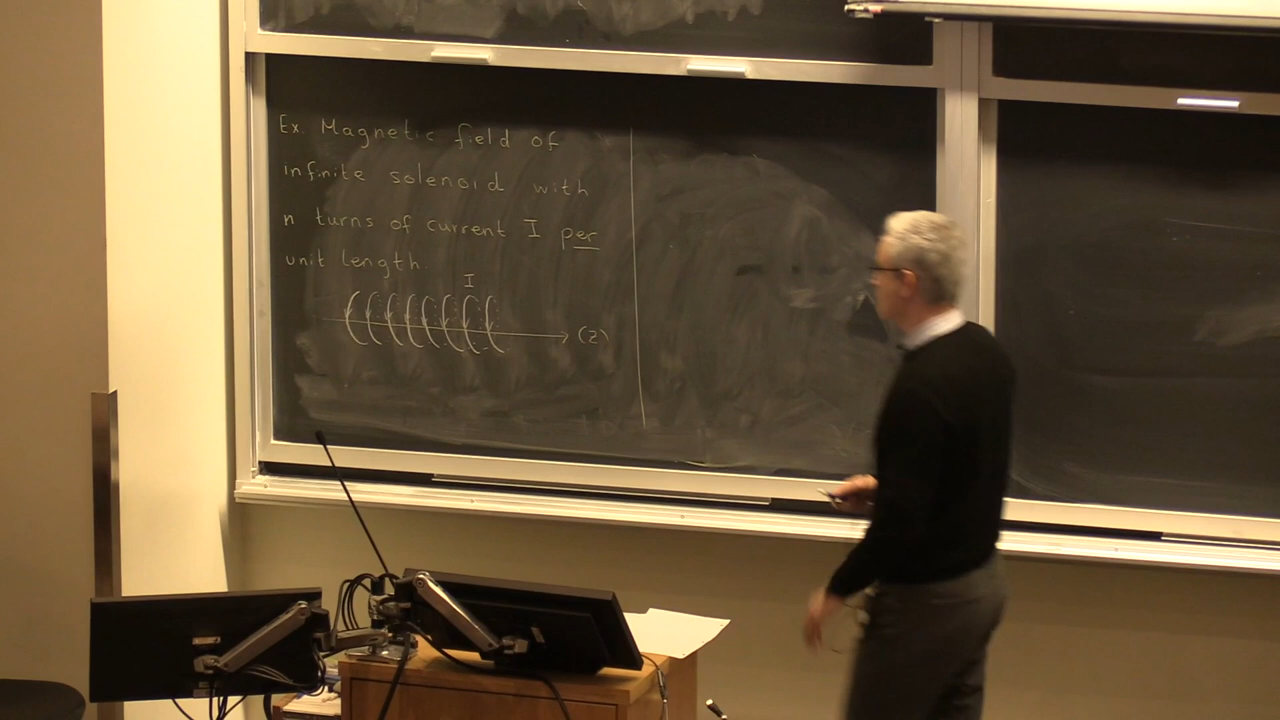 Ex. Magnetic field of
infinite solenoid with
n turns of current I per
unit length.
I
(z)